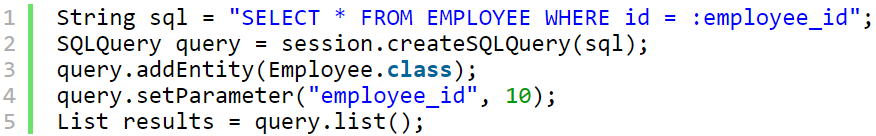 1 String sql = "SELECT * FROM EMPLOYEE WHERE id = :employee_id";
2 SQLQuery query = session.createSQLQuery(sql);
3 query.addEntity(Employee.class);
4 query.setParameter("employee_id", 10);
5 List results = query.list();